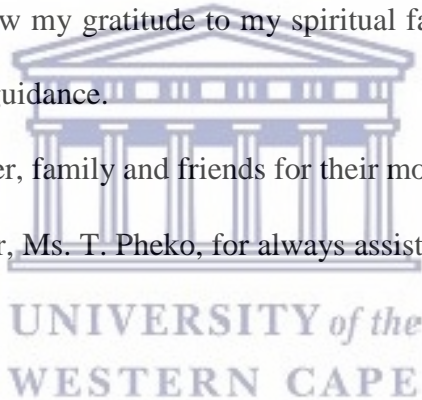 w my gratitude to my spiritual fa
guidance.
er, family and friends for their mo
r, Ms. T. Pheko, for always assist
UNIVERSITY of the
WESTERN CAPE